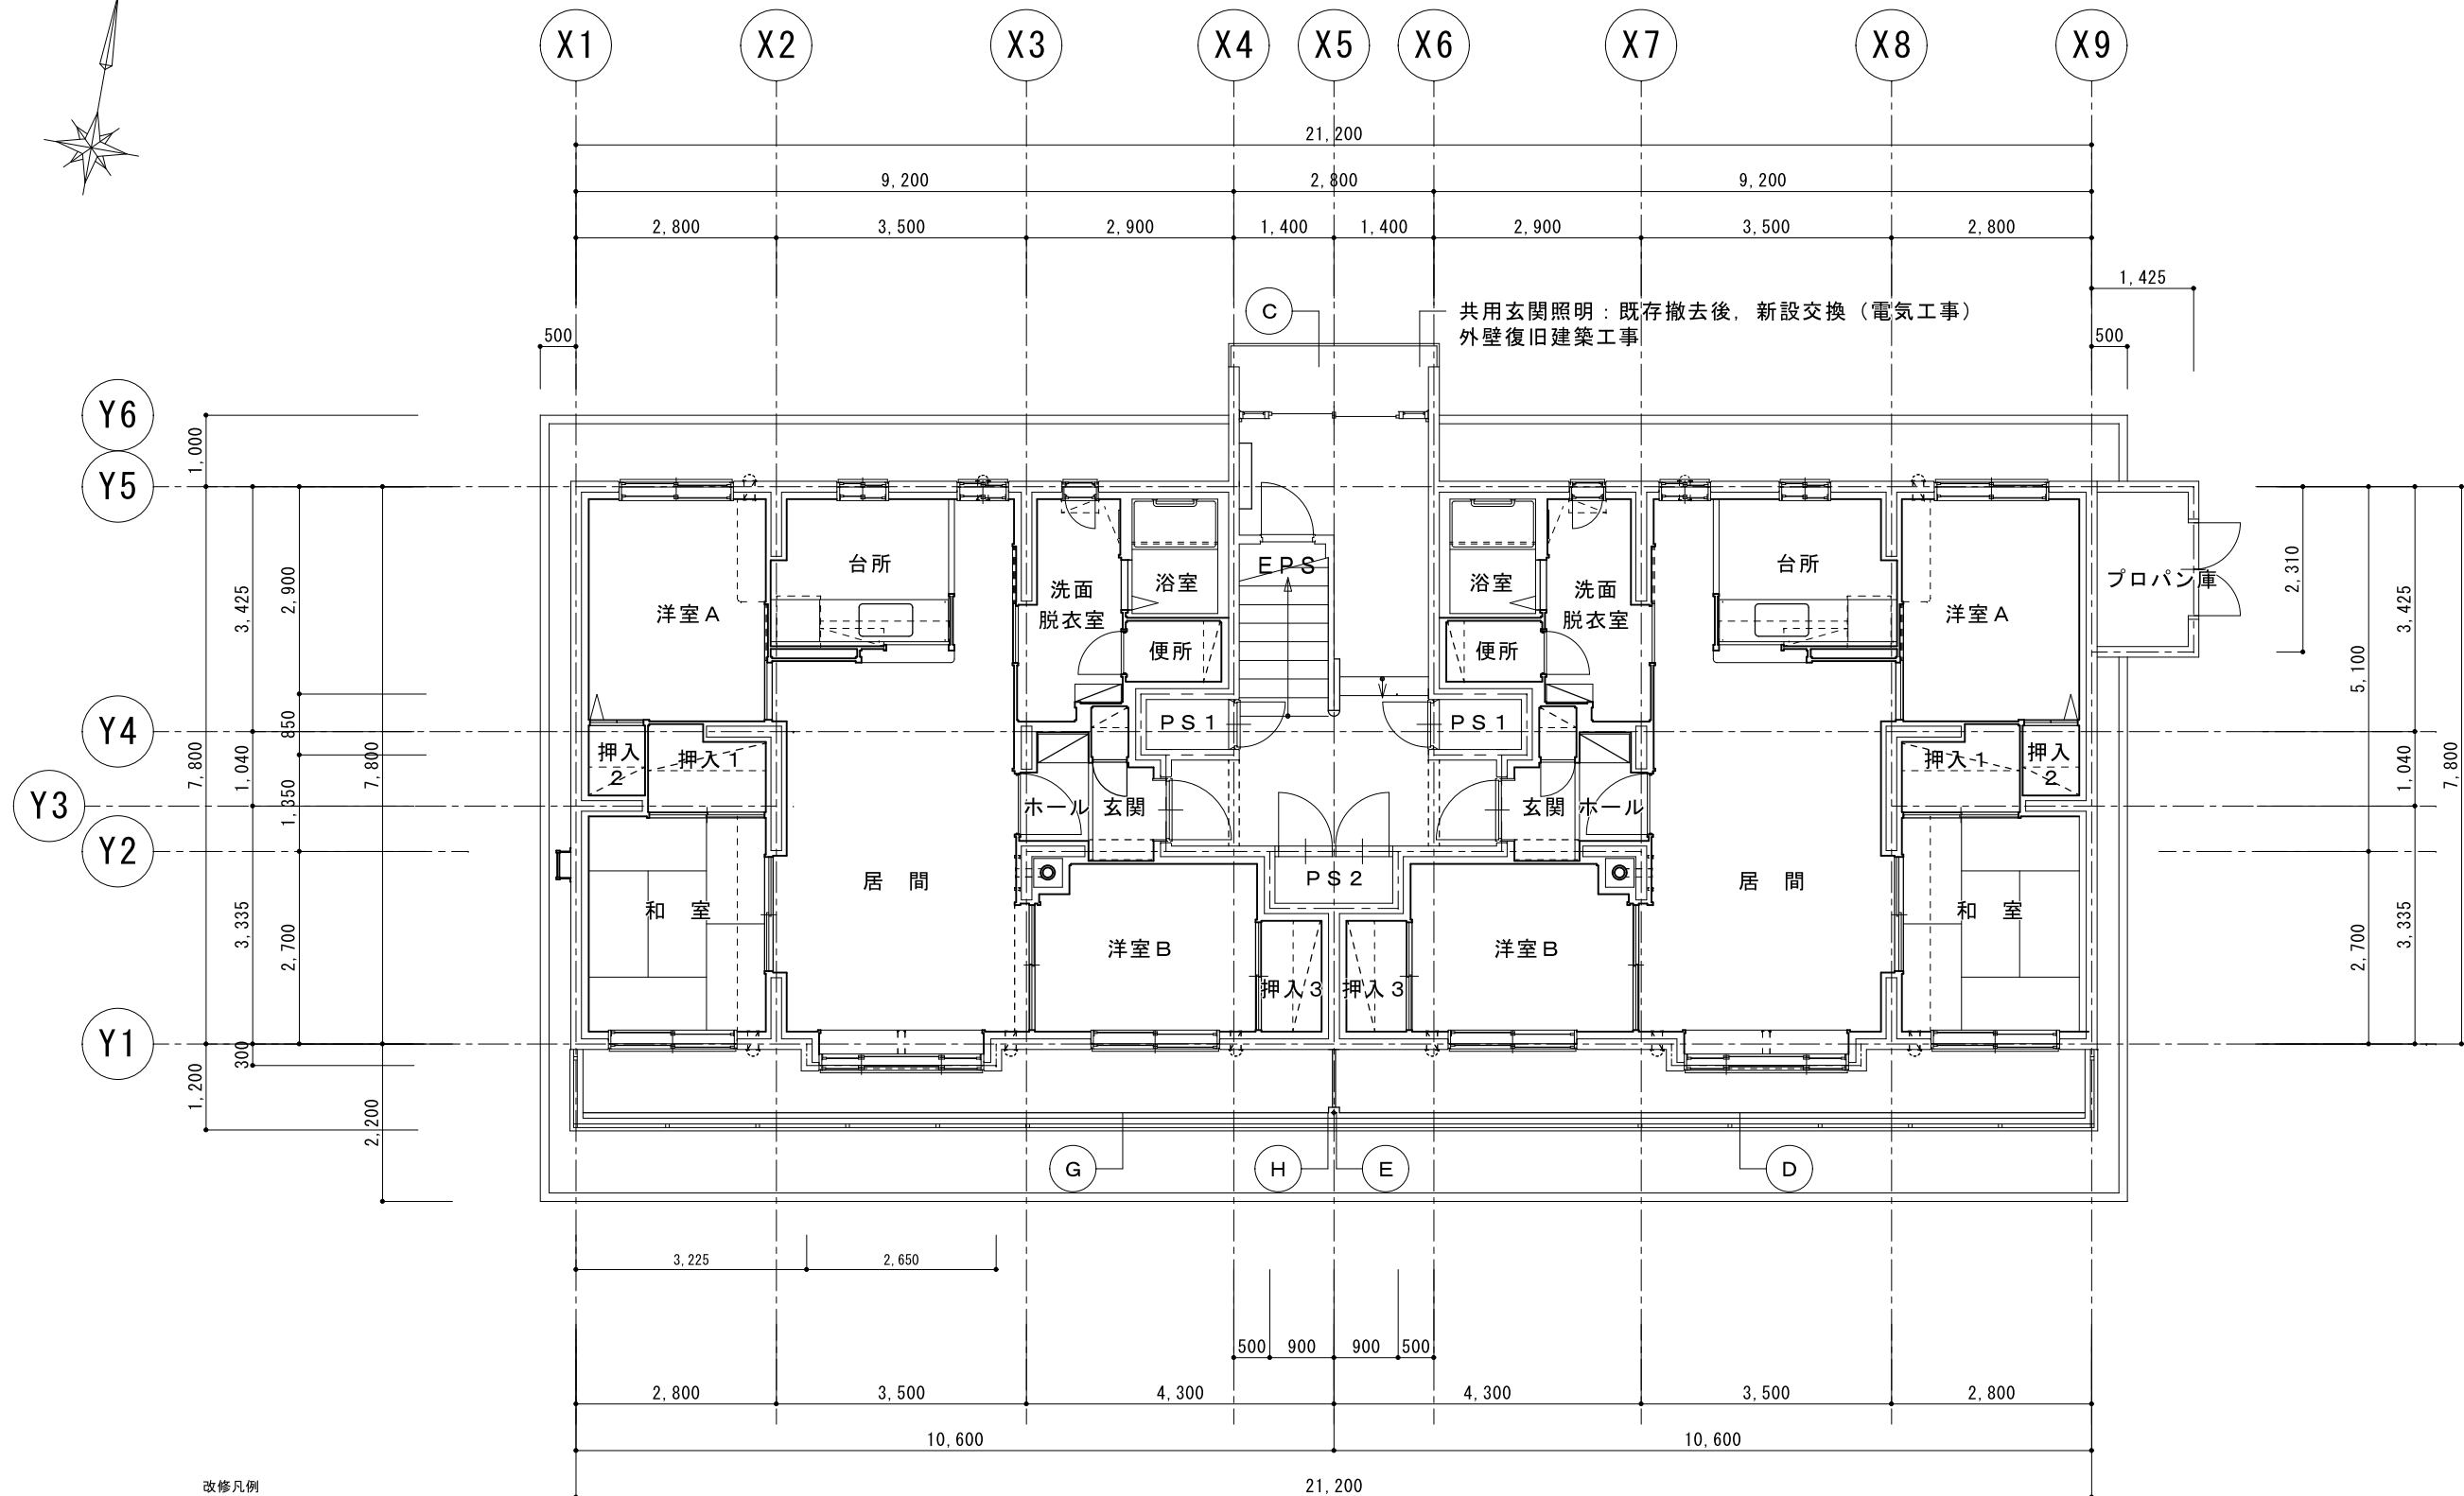 X1 X2 X3 X4 X5 X6 X7 X8 X9
21,200
9,200 2,800 9,200
2,800 3,500 2,900 1,400 1,400 2,900 3,500 2,800
1,425
C
共用玄関照明：既存撤去後，新設交換（電気工事）
外壁復旧建築工事
500 500
Y6
Y5
Y4
Y3
Y2
Y1
1,000
7,800
1,200
3,425
1,040
3,335
300
2,900
850
1,350
2,700
7,800
2,200
洋室A
台所
洗面
脱衣室
浴室
便所
EPS
浴室
便所
洗面
脱衣室
台所
洋室A
プロパン庫
PS1 PS1
押入
2
押入1
ホール
玄関
玄関
ホール
押入1
押入
2
和 室
居 間
洋室B
押入3
PS2
押入3
洋室B
居 間
和 室
2,310
5,100
2,700
3,425
1,040
3,335
7,800
G H E D
3,225 2,650
500 900 900 500
2,800 3,500 4,300 4,300 3,500 2,800
10,600 10,600
21,200
改修凡例